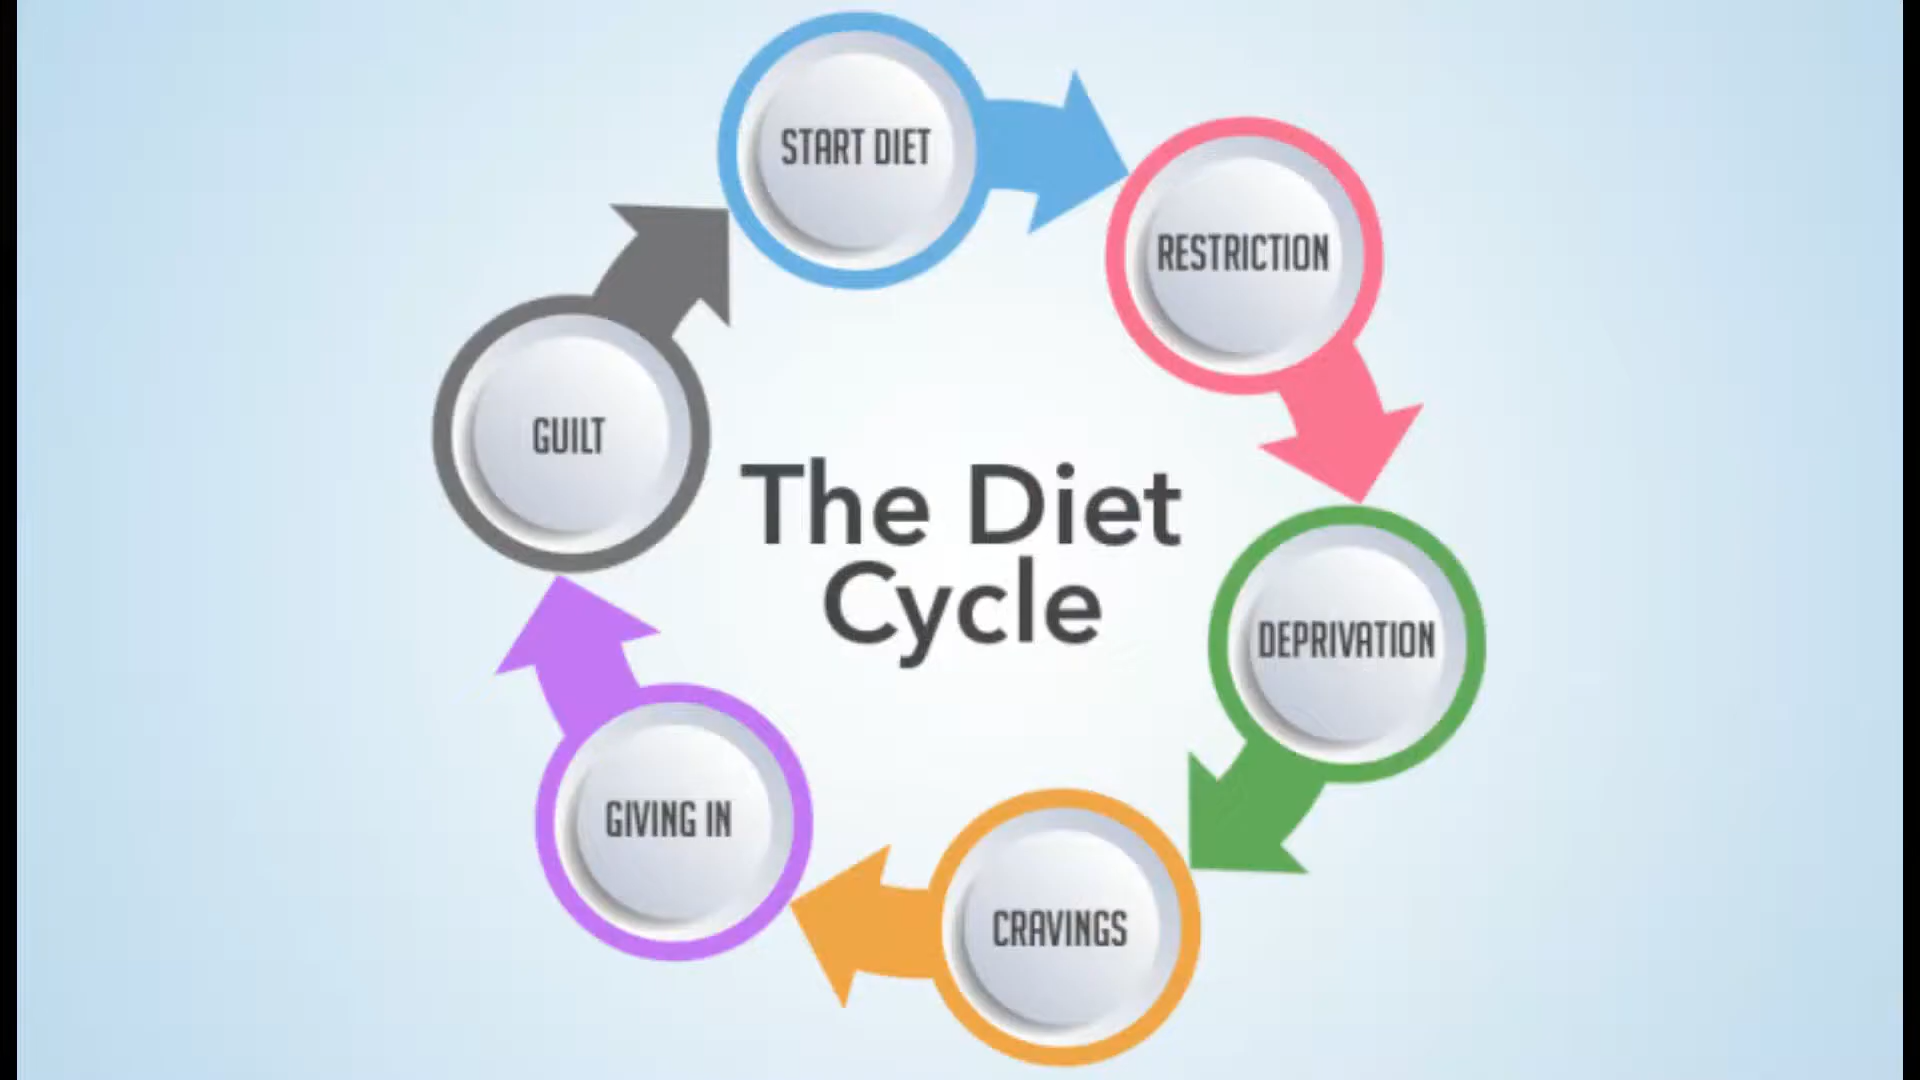 START DIET
RESTRICTION
DEPRIVATION
CRAVINGS
GIVING IN
GUILT
The Diet
Cycle